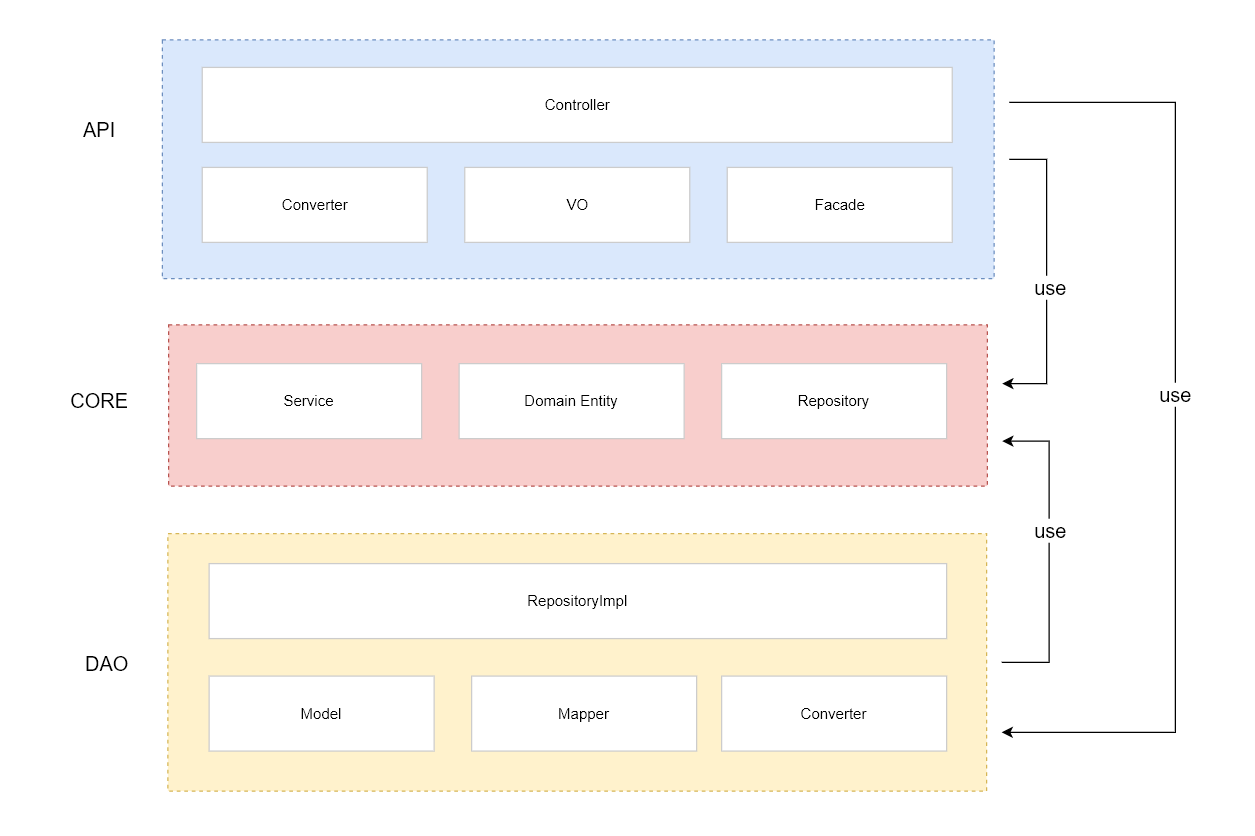 API
Controller
Converter
VO
Facade
use
CORE
Service
Domain Entity
Repository
use
use
DAO
RepositoryImpl
Model
Mapper
Converter